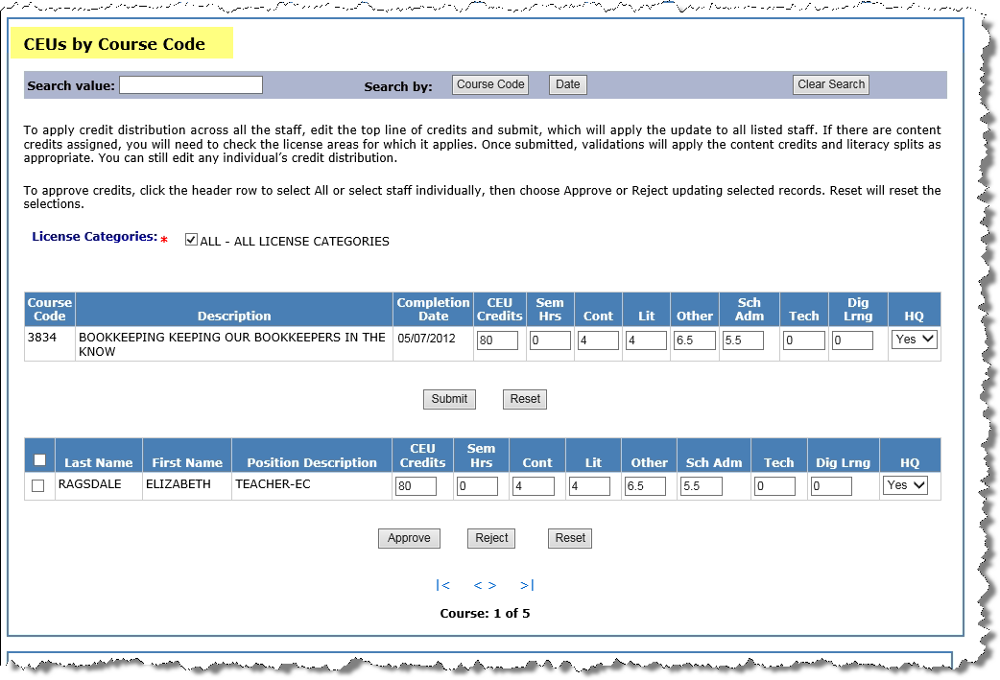 CEUs by Course Code
Search value: Search by: Course Code Date Clear Search
To apply credit distribution across all the staff, edit the top line of credits and submit, which will apply the update to all listed staff. If there are content
credits assigned, you will need to check the license areas for which it applies. Once submitted, validations will apply the content credits and literacy splits as
appropriate. You can still edit any individual's credit distribution.
To approve credits, click the header row to select All or select staff individually, then choose Approve or Reject updating selected records. Reset will reset the
selections.
License Categories: * ALL - ALL LICENSE CATEGORIES
Course Completion CEU Sem Sch Dig
Code Description Date Credits Hrs Cont Lit Other Adm Tech Lrng HQ
3834 BOOKKEEPING KEEPING OUR BOOKKEEPERS IN THE 05/07/2012 80 0 4 4 6.5 5.5 0 0 Yes
KNOW
Submit Reset
CEU Sem
Last Name First Name Position Description Credits Hrs Cont Lit Other Sch Adm Tech Dig Lrng HQ
RAGSDALE ELIZABETH TEACHER-EC 80 0 4 4 6.5 5.5 0 0 Yes
Approve Reject Reset
|< < > >|
Course: 1 of 5